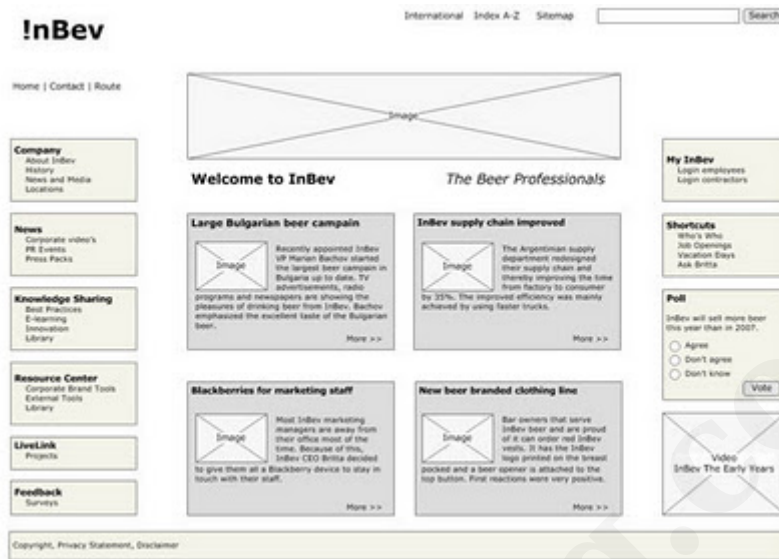 !nBev
International Index A-Z Sitemap
Search
Home | Contact | Route
Image
Company
About InBev
History
News and Media
Locations
News
Corporate video's
PR Events
Press Packs
Knowledge Sharing
Best Practices
E-learning
Innovation
Library
Resource Center
Corporate Brand Tools
External Tools
Library
LiveLink
Projects
Feedback
Surveys
Welcome to InBev
The Beer Professionals
Large Bulgarian beer campain
Image
Recently appointed InBev
VP Marian Bachov started
the largest beer campain in
Bulgaria up to date. TV
advertisements, radio
programs and newspapers are showing the
pleasures of drinking beer from InBev. Bachov
emphasized the excellent taste of the Bulgarian
beer.
More >>
InBev supply chain improved
Image
The Argentinian supply
department redesigned
their supply chain and
thereby improving the time
from factory to consumer
by 35%. The improved efficiency was mainly
achieved by using faster trucks.
More >>
Blackberries for marketing staff
Image
Most InBev marketing
managers are away from
their office most of the
time. Because of this,
InBev CEO Britta decided
to give them all a Blackberry device to stay in
touch with their staff.
More >>
New beer branded clothing line
Image
Bar owners that serve
InBev beer and are proud
of it can order red InBev
vests. It has the InBev
logo printed on the breast
pocked and a beer opener is attached to the
top button. First reactions were very positive.
More >>
My InBev
Login employees
Login contractors
Shortcuts
Who's Who
Job Openings
Vacation Days
Ask Britta
Poll
InBev will sell more beer
this year than in 2007.
Agree
Don't agree
Don't know
Vote
Video
InBev The Early Years
Copyright, Privacy Statement, Disclaimer